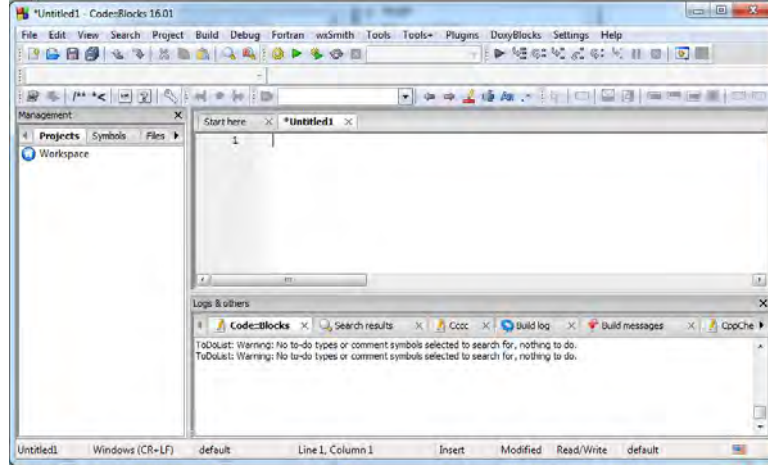 *Untitled1 - Code::Blocks 16.01
File Edit View Search Project Build Debug Fortran wxSmith Tools Tools+ Plugins DoxyBlocks Settings Help
/** *<
Management
Projects Symbols Files
Workspace
Start here *Untitled1
1
Logs & others
Code::Blocks Search results Cccc Build log Build messages CppChe
ToDoList: Warning: No to-do types or comment symbols selected to search for, nothing to do.
ToDoList: Warning: No to-do types or comment symbols selected to search for, nothing to do.
Untitled1 Windows (CR+LF) default Line 1, Column 1 Insert Modified Read/Write default